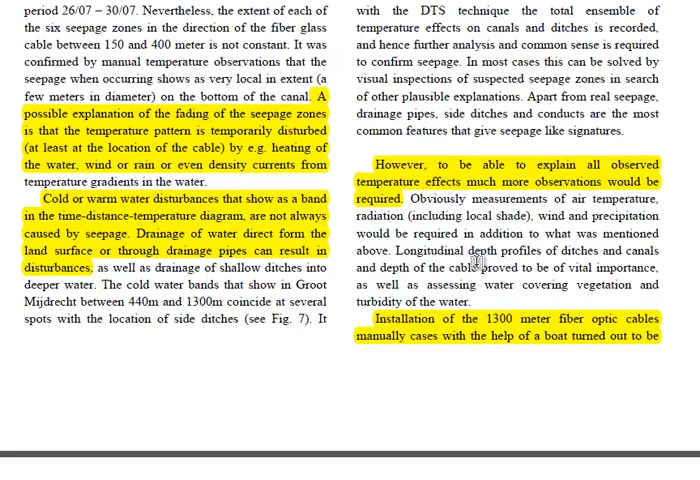 period 26/07 – 30/07. Nevertheless, the extent of each of
the six seepage zones in the direction of the fiber glass
cable between 150 and 400 meter is not constant. It was
confirmed by manual temperature observations that the
seepage when occurring shows as very local in extent (a
few meters in diameter) on the bottom of the canal. A
possible explanation of the fading of the seepage zones
is that the temperature pattern is temporarily disturbed
(at least at the location of the cable) by e.g. heating of
the water, wind or rain or even density currents from
temperature gradients in the water.
Cold or warm water disturbances that show as a band
in the time-distance-temperature diagram, are not always
caused by seepage. Drainage of water direct form the
land surface or through drainage pipes can result in
disturbances, as well as drainage of shallow ditches into
deeper water. The cold water bands that show in Groot
Mijdrecht between 440m and 1300m coincide at several
spots with the location of side ditches (see Fig. 7). It
with the DTS technique the total ensemble of
temperature effects on canals and ditches is recorded,
and hence further analysis and common sense is required
to confirm seepage. In most cases this can be solved by
visual inspections of suspected seepage zones in search
of other plausible explanations. Apart from real seepage,
drainage pipes, side ditches and conducts are the most
common features that give seepage like signatures.
However, to be able to explain all observed
temperature effects much more observations would be
required. Obviously measurements of air temperature,
radiation (including local shade), wind and precipitation
would be required in addition to what was mentioned
above. Longitudinal depth profiles of ditches and canals
and depth of the cable proved to be of vital importance,
as well as assessing water covering vegetation and
turbidity of the water.
Installation of the 1300 meter fiber optic cables
manually cases with the help of a boat turned out to be